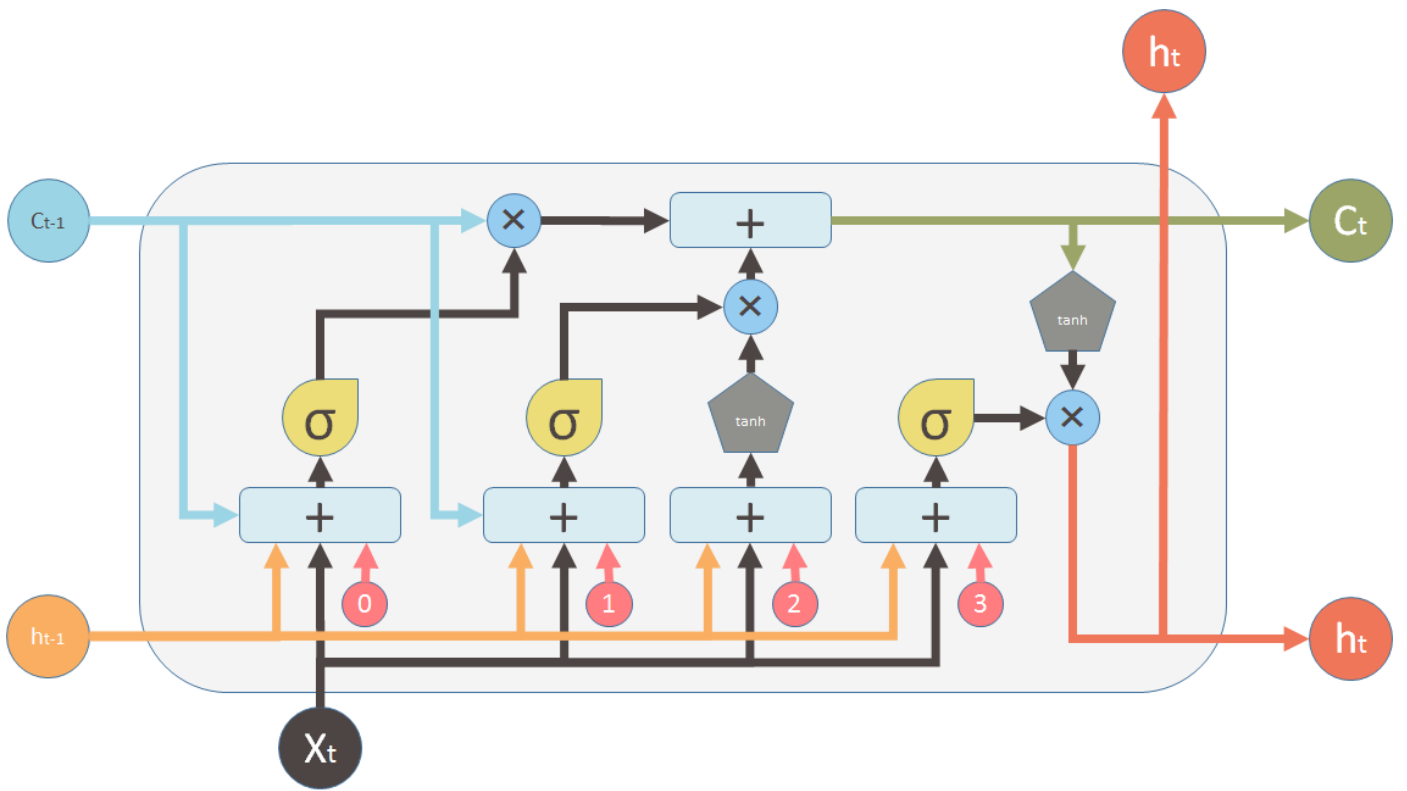 ht
Ct-1
×
+
Ct
×
tanh
σ
σ
tanh
σ
×
+
+
+
+
0
1
2
3
ht-1
ht
Xt